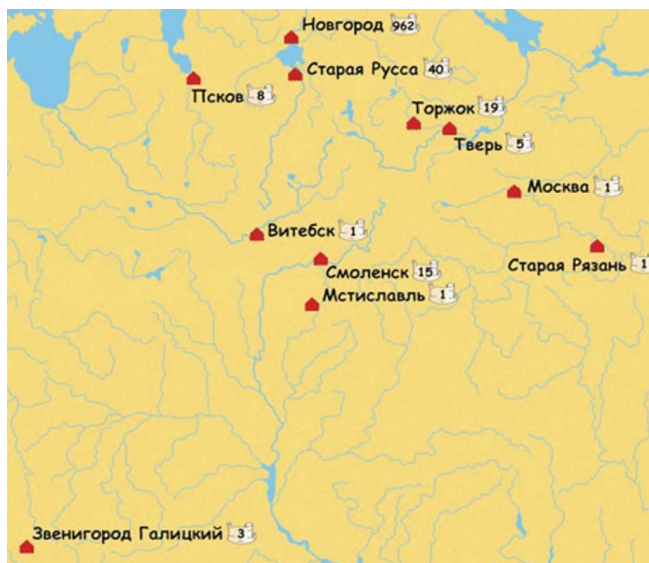 Новгород 962
Старая Русса 40
Псков 8
Торжок 19
Тверь 5
Москва 1
Витебск 1
Старая Рязань 1
Смоленск 15
Мстиславль 1
Звенигород Галицкий 3